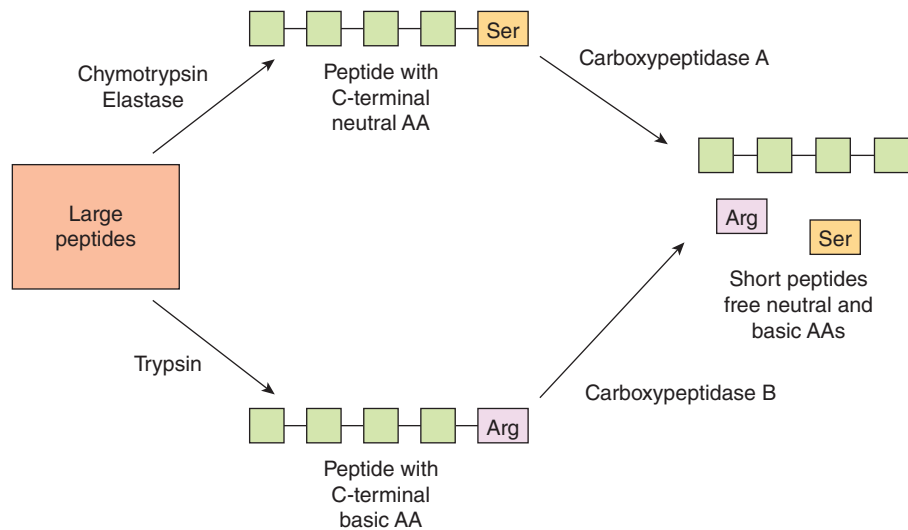 Ser
Chymotrypsin
Elastase
Peptide with
C-terminal
neutral AA
Carboxypeptidase A
Large
peptides
Arg
Ser
Short peptides
free neutral and
basic AAs
Trypsin
Carboxypeptidase B
Arg
Peptide with
C-terminal
basic AA